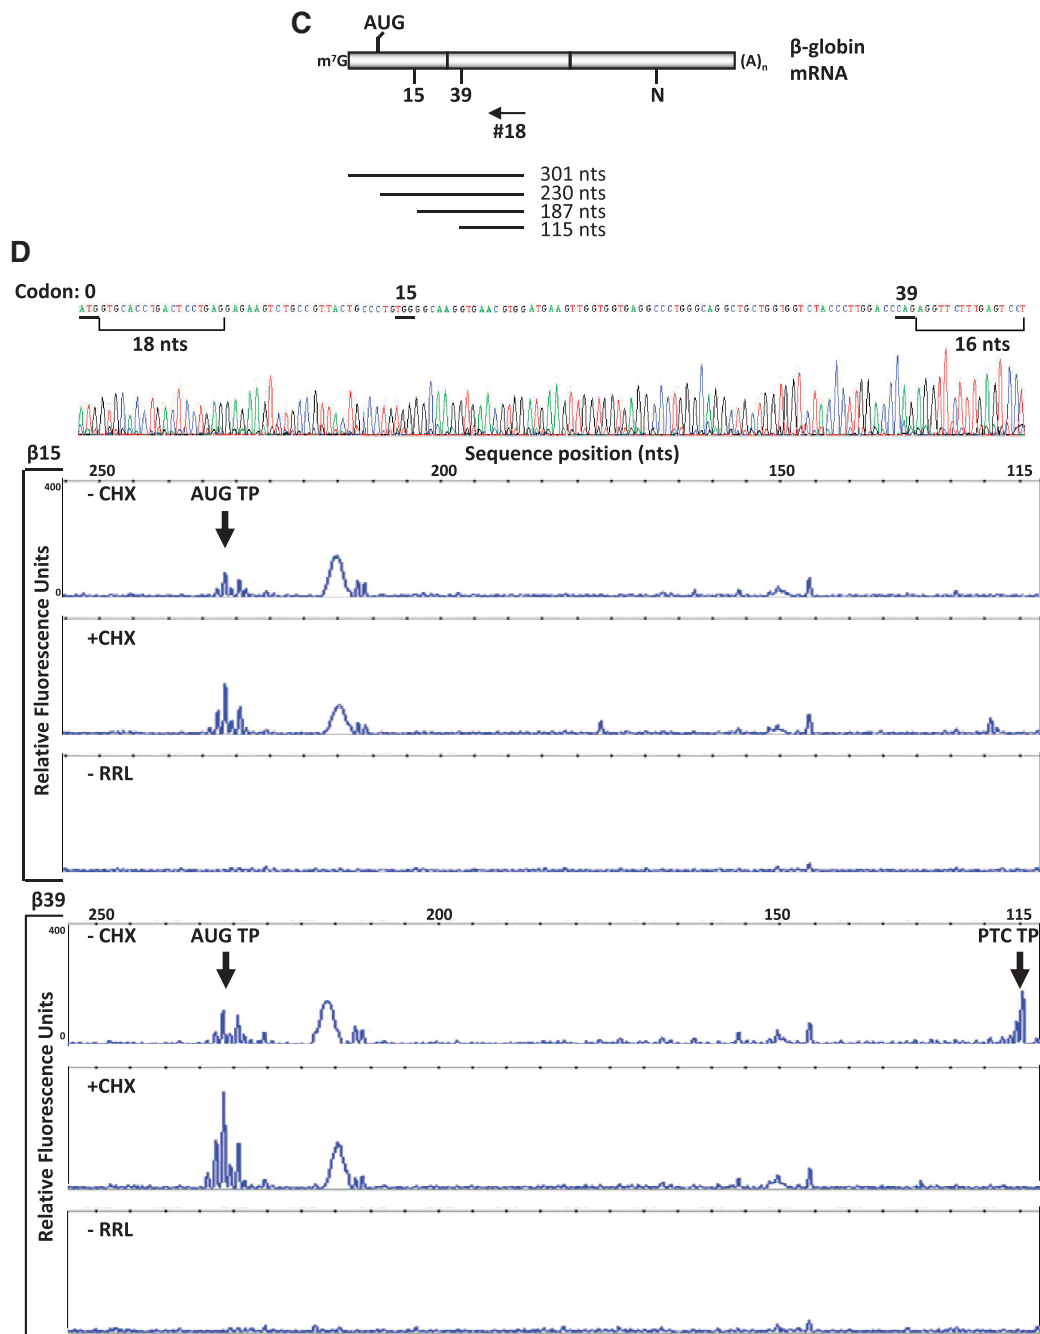 C
AUG
m⁷G
(A)n
β-globin
mRNA
15
39
N
#18
301 nts
230 nts
187 nts
115 nts
D
Codon: 0
15
39
ATGGTGCACCTGACTCCTGAGGAGAAGTCTGCCGTTACTGCCCTGTGGGGCAAGGTGAACGTGGATGAAGTTGGTGGTGAGGCCCTGGGCAGGCTGCTGGTGGTCTACCCTTGGACCCAGAGGTTCTTTGAGTCCT
18 nts
16 nts
β15
Sequence position (nts)
250
200
150
115
400
- CHX
AUG TP
0
+CHX
- RRL
Relative Fluorescence Units
β39
250
200
150
115
400
- CHX
AUG TP
PTC TP
0
+CHX
- RRL
Relative Fluorescence Units